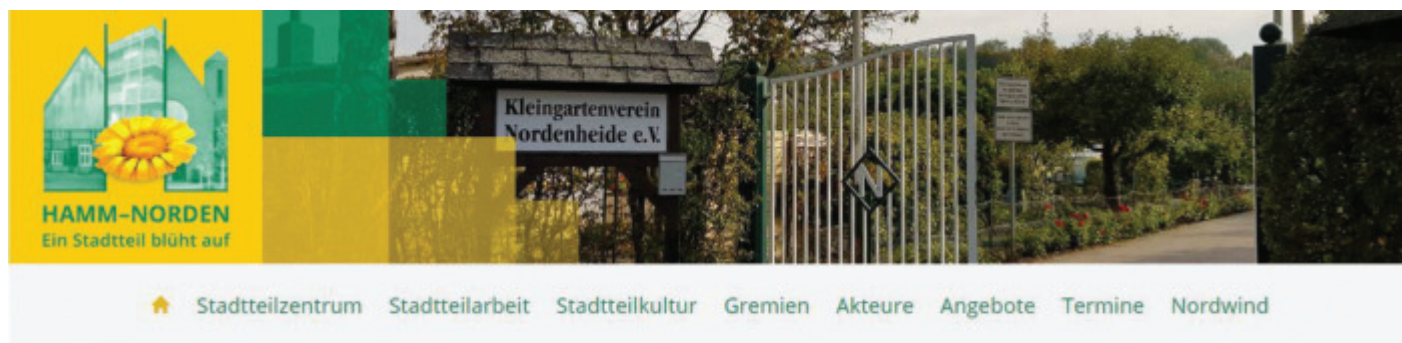 Kleingartenverein
Nordenheide e.V.
HAMM-NORDEN
Ein Stadtteil blüht auf
Stadtteilzentrum Stadtteilarbeit Stadtteilkultur Gremien Akteure Angebote Termine Nordwind